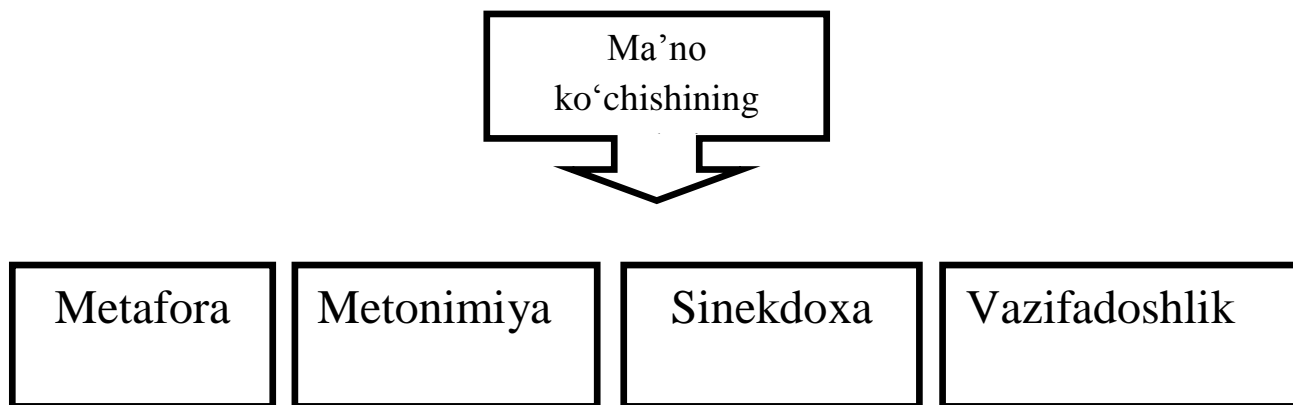 Ma’no
ko‘chishining
Metafora
Metonimiya
Sinekdoxa
Vazifadoshlik